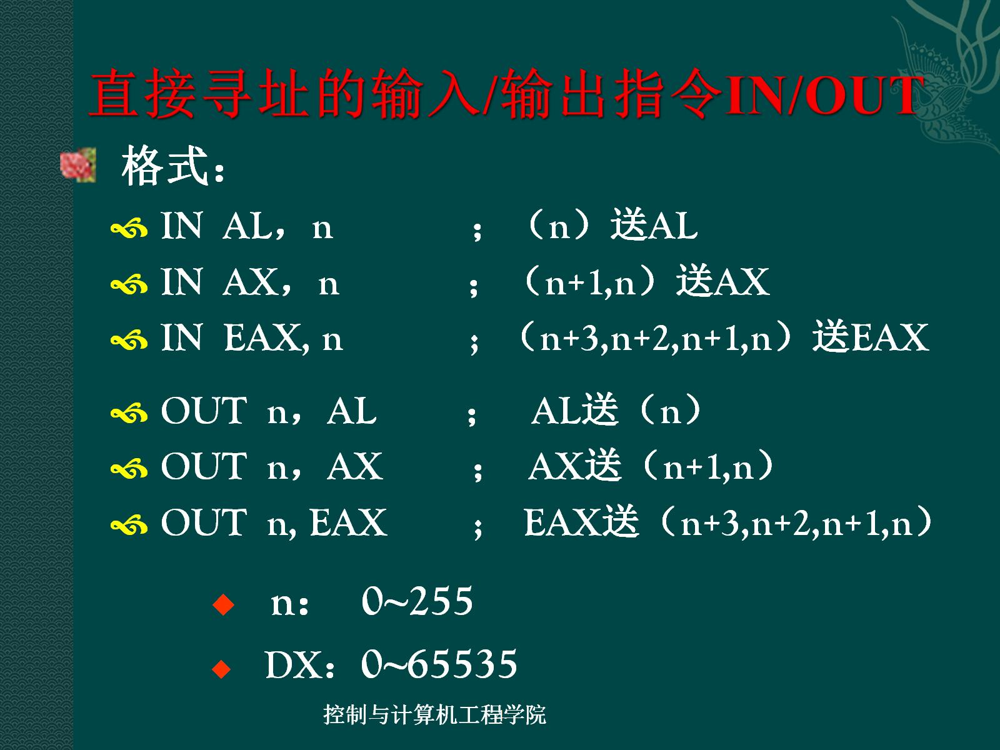 直接寻址的输入/输出指令IN/OUT
格式：
IN AL，n ； （n）送AL
IN AX，n ； （n+1,n）送AX
IN EAX, n ； （n+3,n+2,n+1,n）送EAX
OUT n，AL ； AL送（n）
OUT n，AX ； AX送（n+1,n）
OUT n, EAX ； EAX送（n+3,n+2,n+1,n）
n： 0~255
DX：0~65535
控制与计算机工程学院